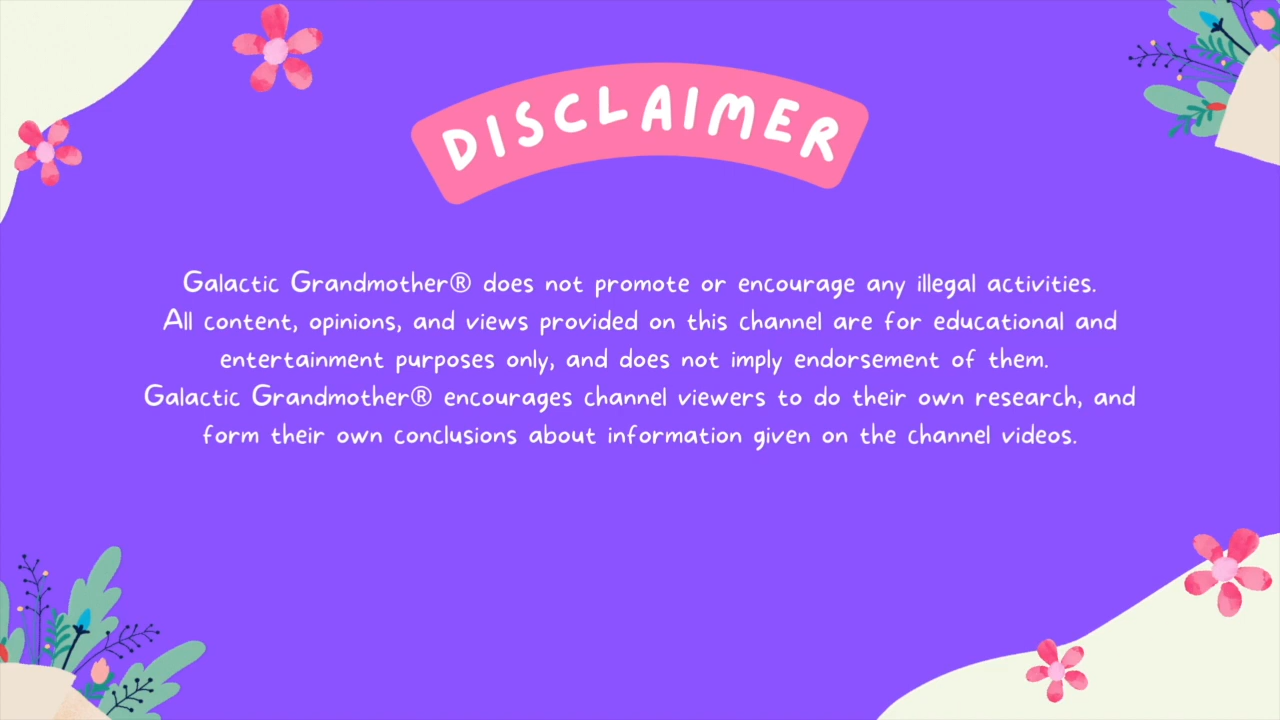 DISCLAIMER
Galactic Grandmother® does not promote or encourage any illegal activities.
All content, opinions, and views provided on this channel are for educational and
entertainment purposes only, and does not imply endorsement of them.
Galactic Grandmother® encourages channel viewers to do their own research, and
form their own conclusions about information given on the channel videos.